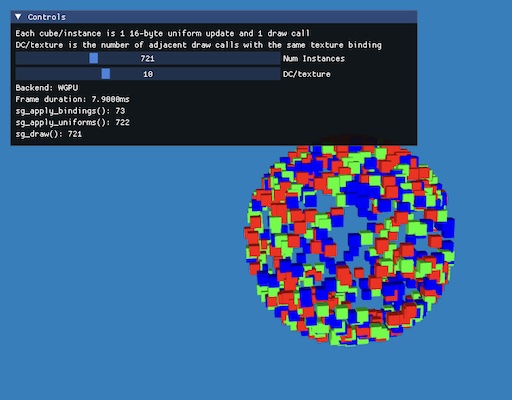 Controls
Each cube/instance is 1 16-byte uniform update and 1 draw call
DC/texture is the number of adjacent draw calls with the same texture binding
721 Num Instances
10 DC/texture
Backend: WGPU
Frame duration: 7.9000ms
sg_apply_bindings(): 73
sg_apply_uniforms(): 722
sg_draw(): 721